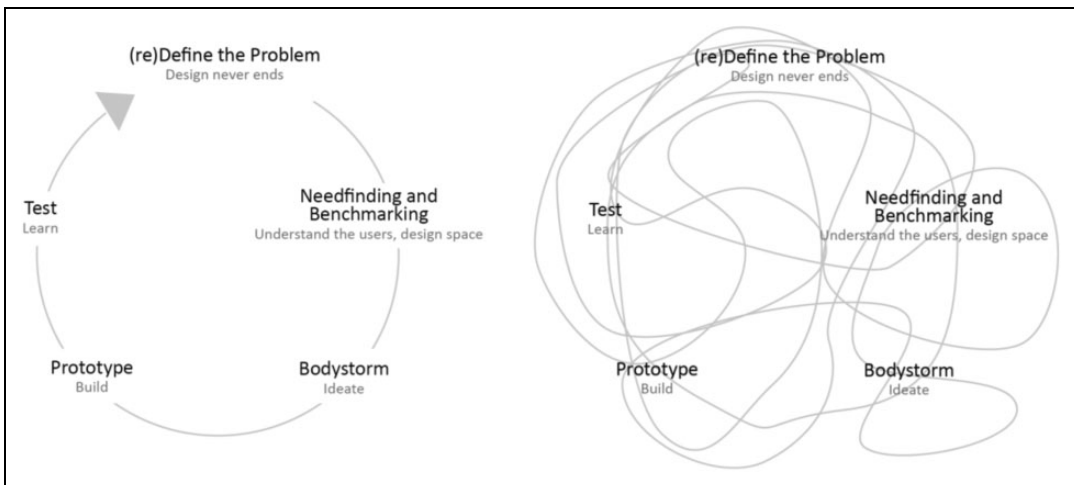 (re)Define the Problem
Design never ends
Test
Learn
Needfinding and
Benchmarking
Understand the users, design space
Prototype
Build
Bodystorm
Ideate
(re)Define the Problem
Design never ends
Test
Learn
Needfinding and
Benchmarking
Understand the users, design space
Prototype
Build
Bodystorm
Ideate